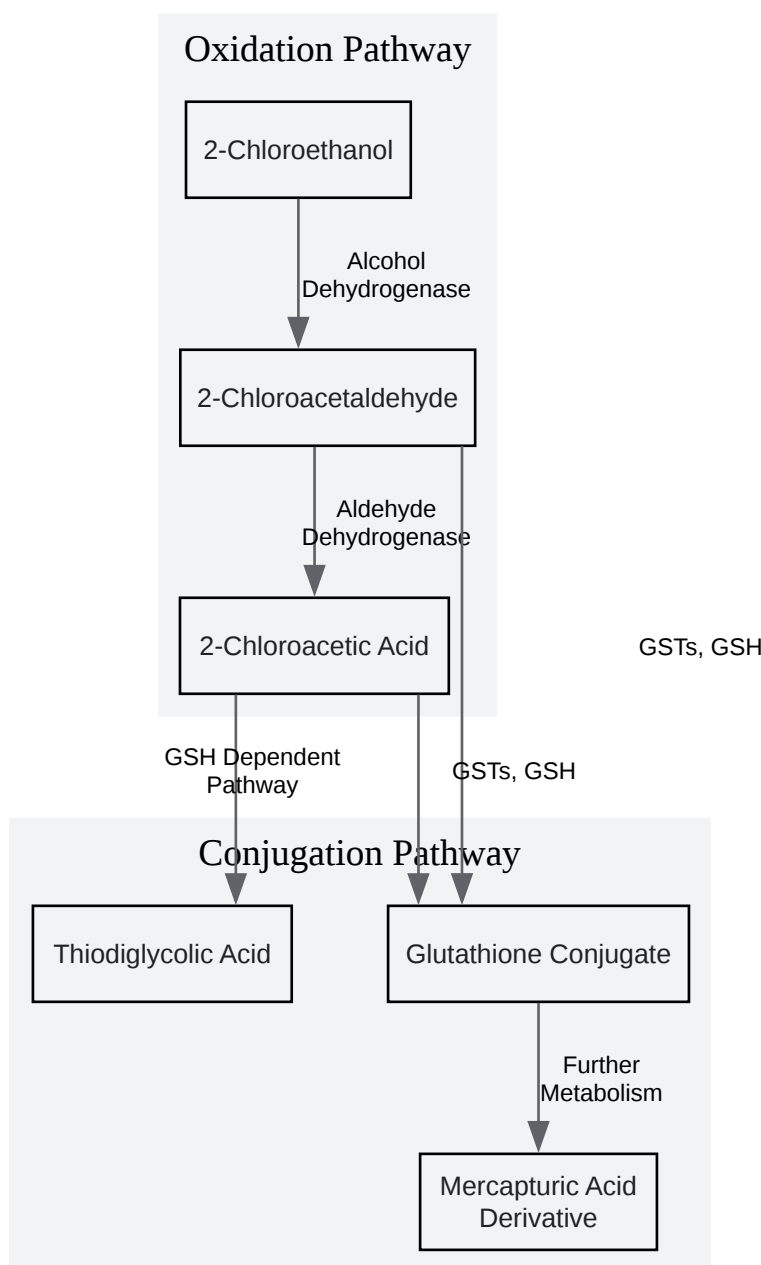 Oxidation Pathway
2-Chloroethanol
Alcohol
Dehydrogenase
2-Chloroacetaldehyde
Aldehyde
Dehydrogenase
2-Chloroacetic Acid
GSTs, GSH
GSH Dependent
Pathway
GSTs, GSH
Conjugation Pathway
Thiodiglycolic Acid
Glutathione Conjugate
Further
Metabolism
Mercapturic Acid
Derivative